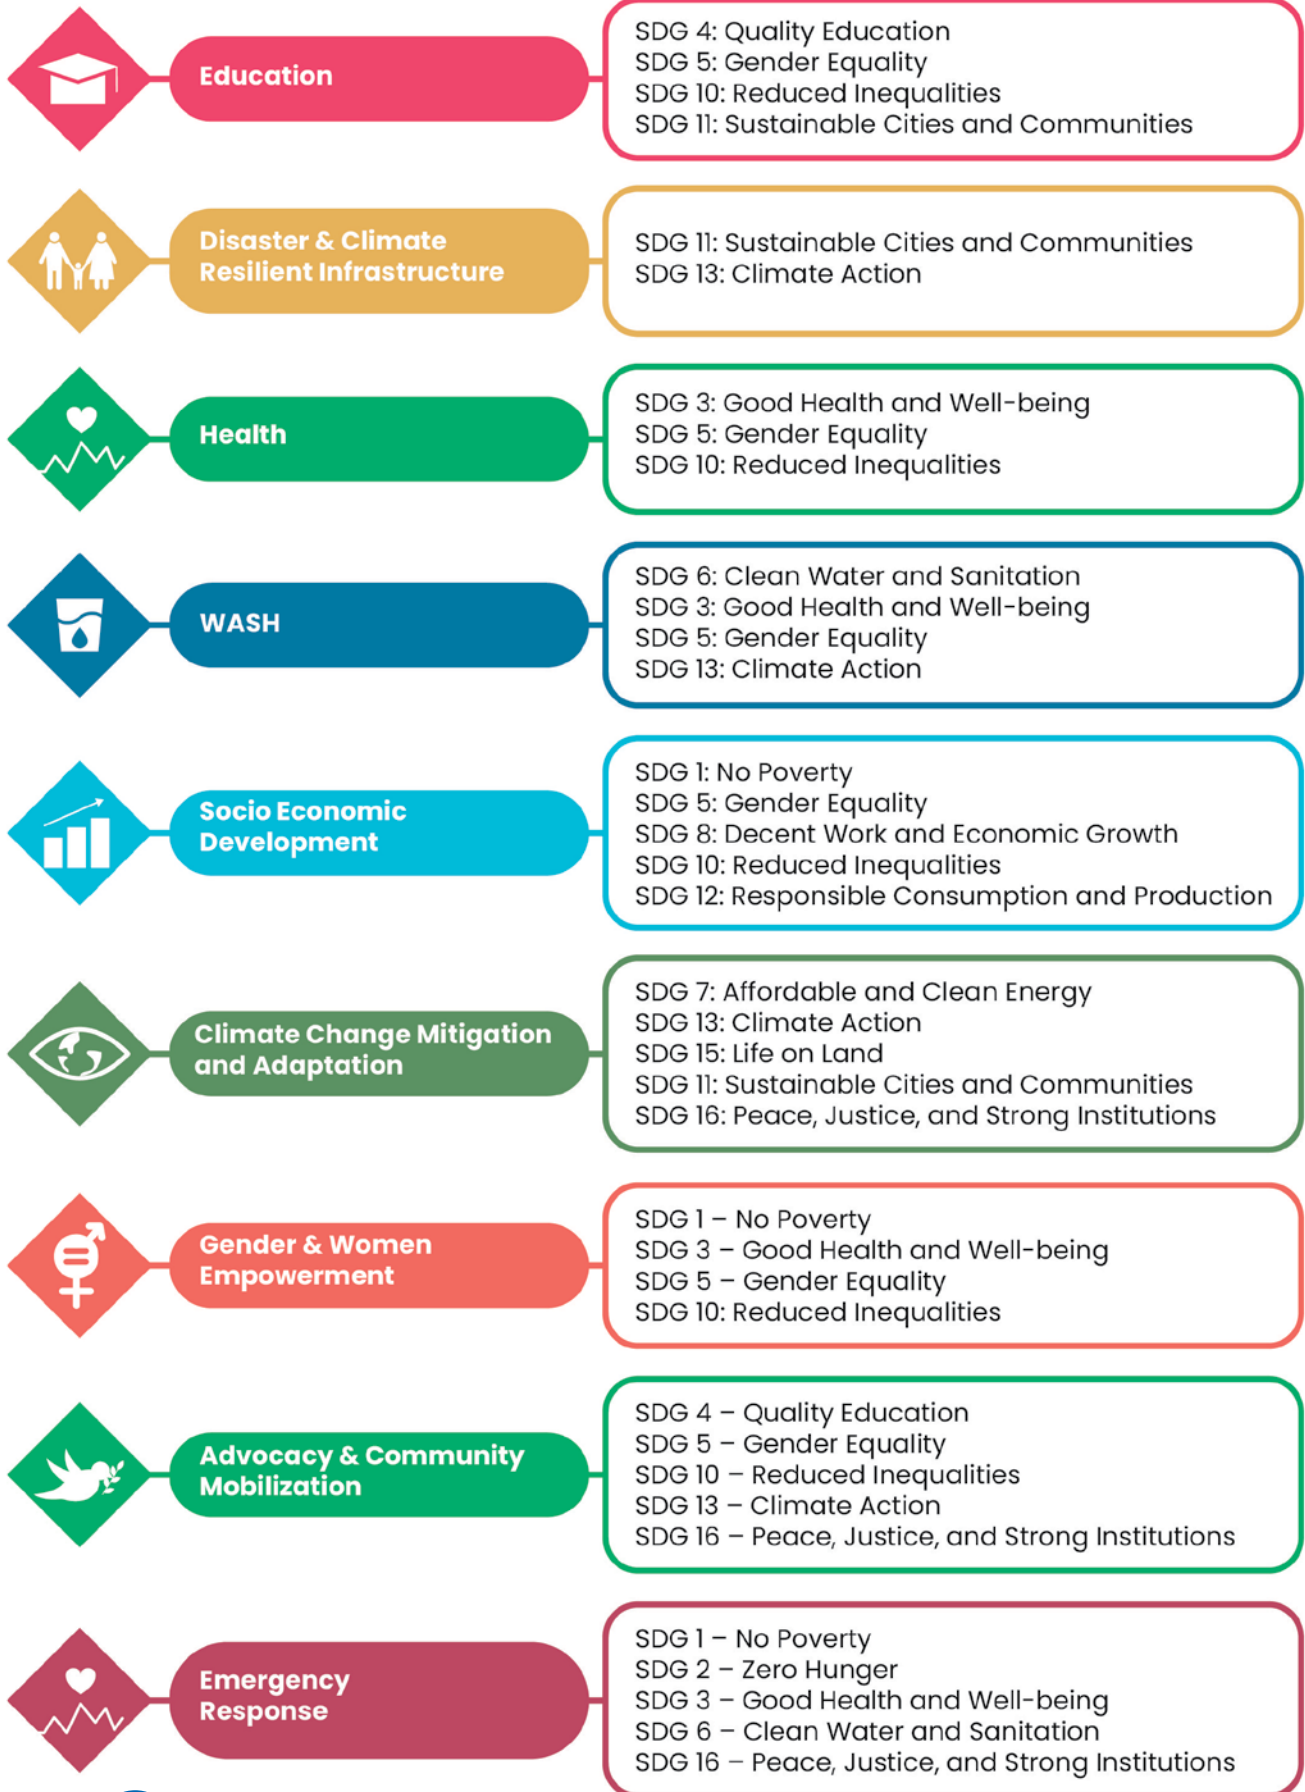 Education
SDG 4: Quality Education
SDG 5: Gender Equality
SDG 10: Reduced Inequalities
SDG 11: Sustainable Cities and Communities
Disaster & Climate
Resilient Infrastructure
SDG 11: Sustainable Cities and Communities
SDG 13: Climate Action
Health
SDG 3: Good Health and Well-being
SDG 5: Gender Equality
SDG 10: Reduced Inequalities
WASH
SDG 6: Clean Water and Sanitation
SDG 3: Good Health and Well-being
SDG 5: Gender Equality
SDG 13: Climate Action
Socio Economic
Development
SDG 1: No Poverty
SDG 5: Gender Equality
SDG 8: Decent Work and Economic Growth
SDG 10: Reduced Inequalities
SDG 12: Responsible Consumption and Production
Climate Change Mitigation
and Adaptation
SDG 7: Affordable and Clean Energy
SDG 13: Climate Action
SDG 15: Life on Land
SDG 11: Sustainable Cities and Communities
SDG 16: Peace, Justice, and Strong Institutions
Gender & Women
Empowerment
SDG 1 – No Poverty
SDG 3 – Good Health and Well-being
SDG 5 – Gender Equality
SDG 10: Reduced Inequalities
Advocacy & Community
Mobilization
SDG 4 – Quality Education
SDG 5 – Gender Equality
SDG 10 – Reduced Inequalities
SDG 13 – Climate Action
SDG 16 – Peace, Justice, and Strong Institutions
Emergency
Response
SDG 1 – No Poverty
SDG 2 – Zero Hunger
SDG 3 – Good Health and Well-being
SDG 6 – Clean Water and Sanitation
SDG 16 – Peace, Justice, and Strong Institutions